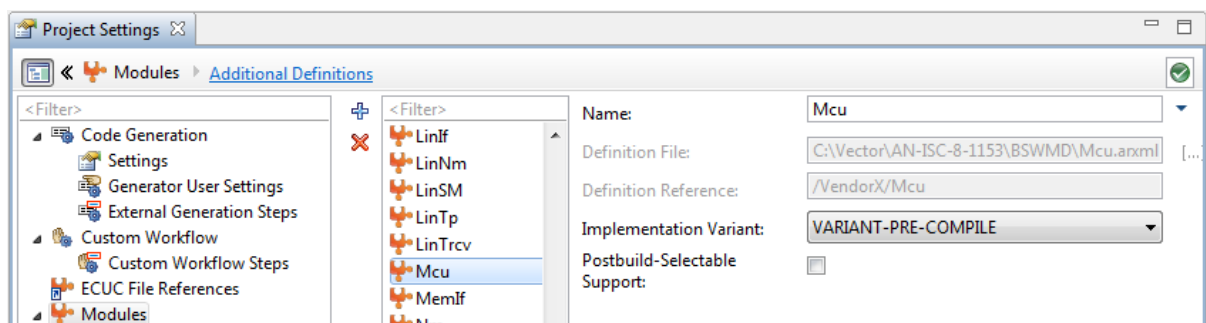 Project Settings
Modules Additional Definitions
<Filter>
Code Generation
Settings
Generator User Settings
External Generation Steps
Custom Workflow
Custom Workflow Steps
ECUC File References
Modules
<Filter>
LinIf
LinNm
LinSM
LinTp
LinTrcv
Mcu
MemIf
Name: Mcu
Definition File: C:\Vector\AN-ISC-8-1153\BSWMD\Mcu.arxml [...]
Definition Reference: /VendorX/Mcu
Implementation Variant: VARIANT-PRE-COMPILE
Postbuild-Selectable
Support: